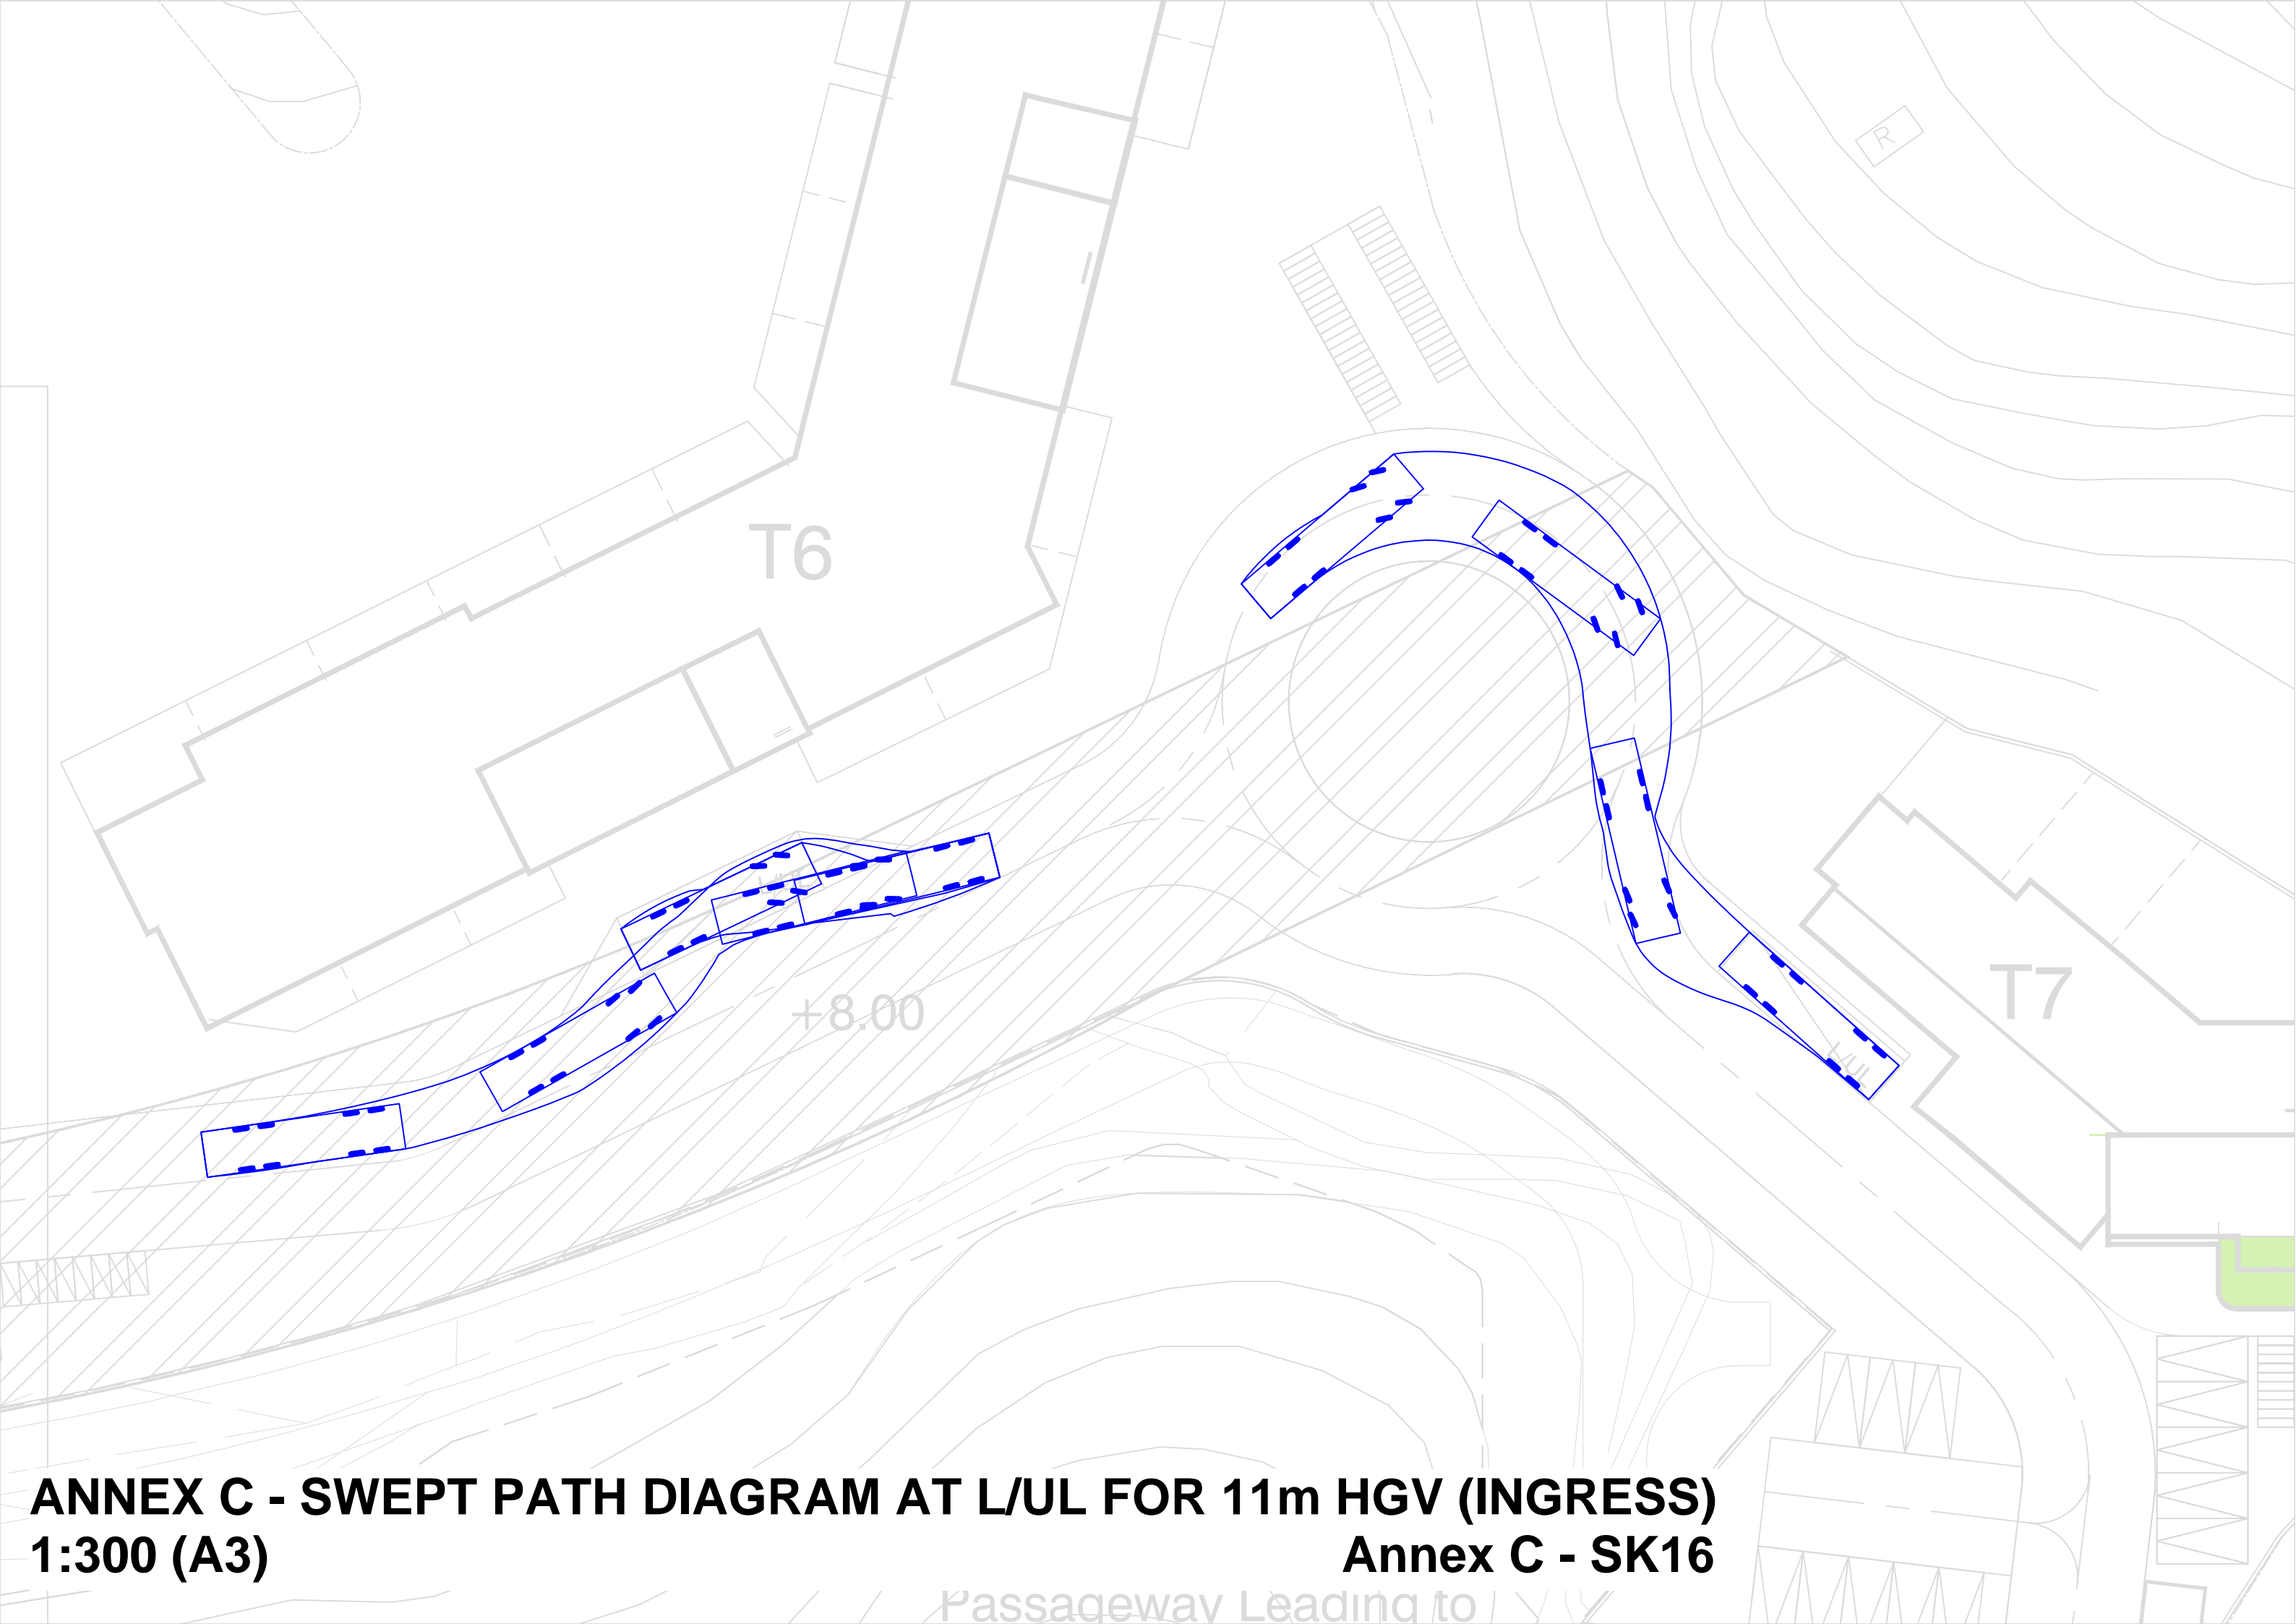 R
T6
+8.00
T7
ANNEX C - SWEPT PATH DIAGRAM AT L/UL FOR 11m HGV (INGRESS)
1:300 (A3)
Annex C - SK16
Passageway Leading to